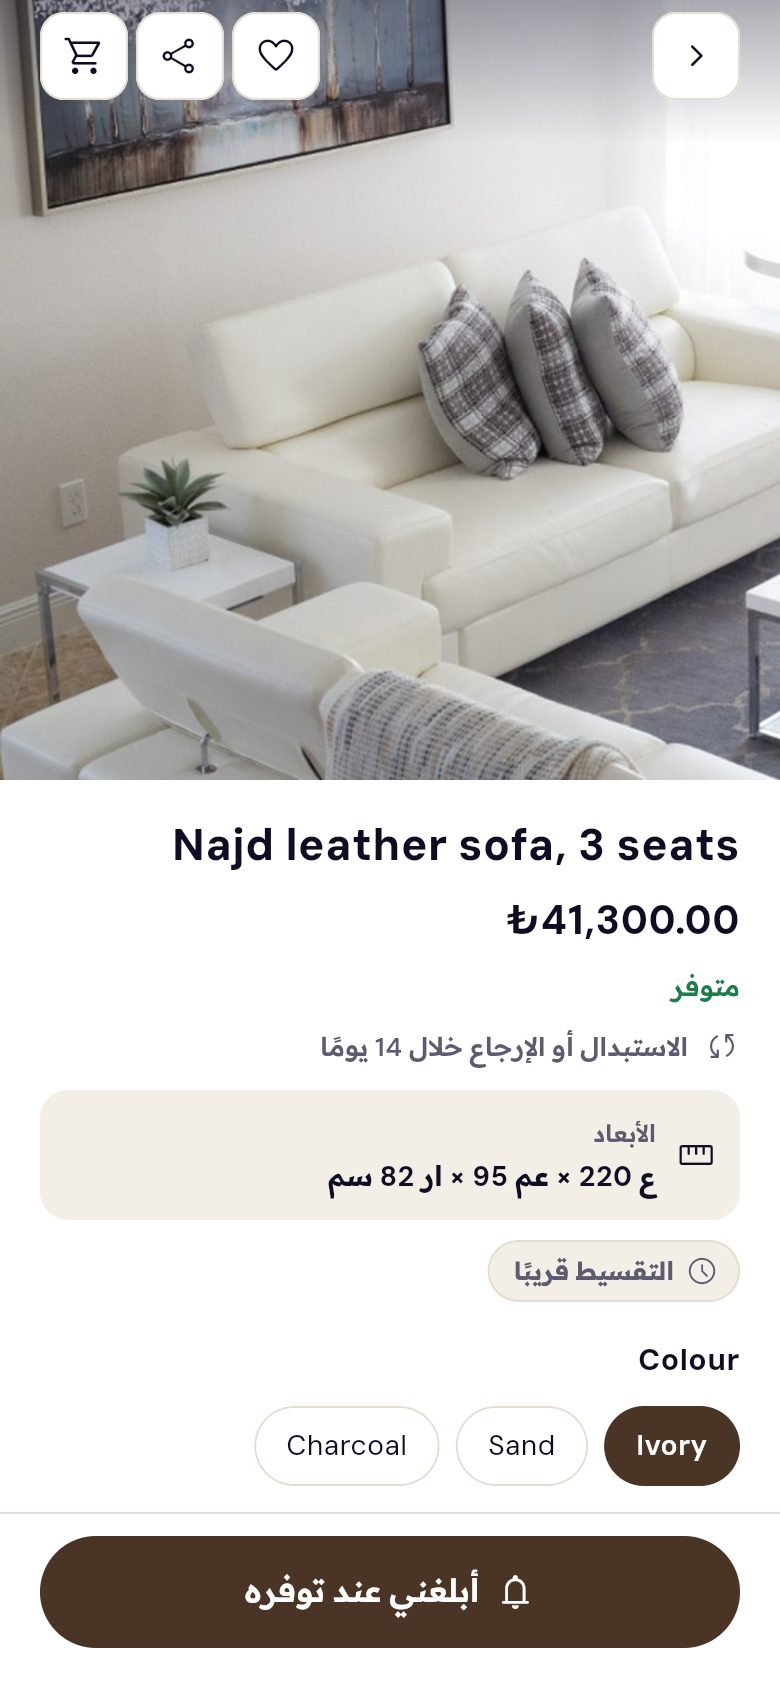 Najd leather sofa, 3 seats
₺41,300.00
متوفر
الاستبدال أو الإرجاع خلال 14 يومًا
الأبعاد
ع 220 × عم 95 × ار 82 سم
التقسيط قريبًا
Colour
Ivory
Sand
Charcoal
أبلغني عند توفره